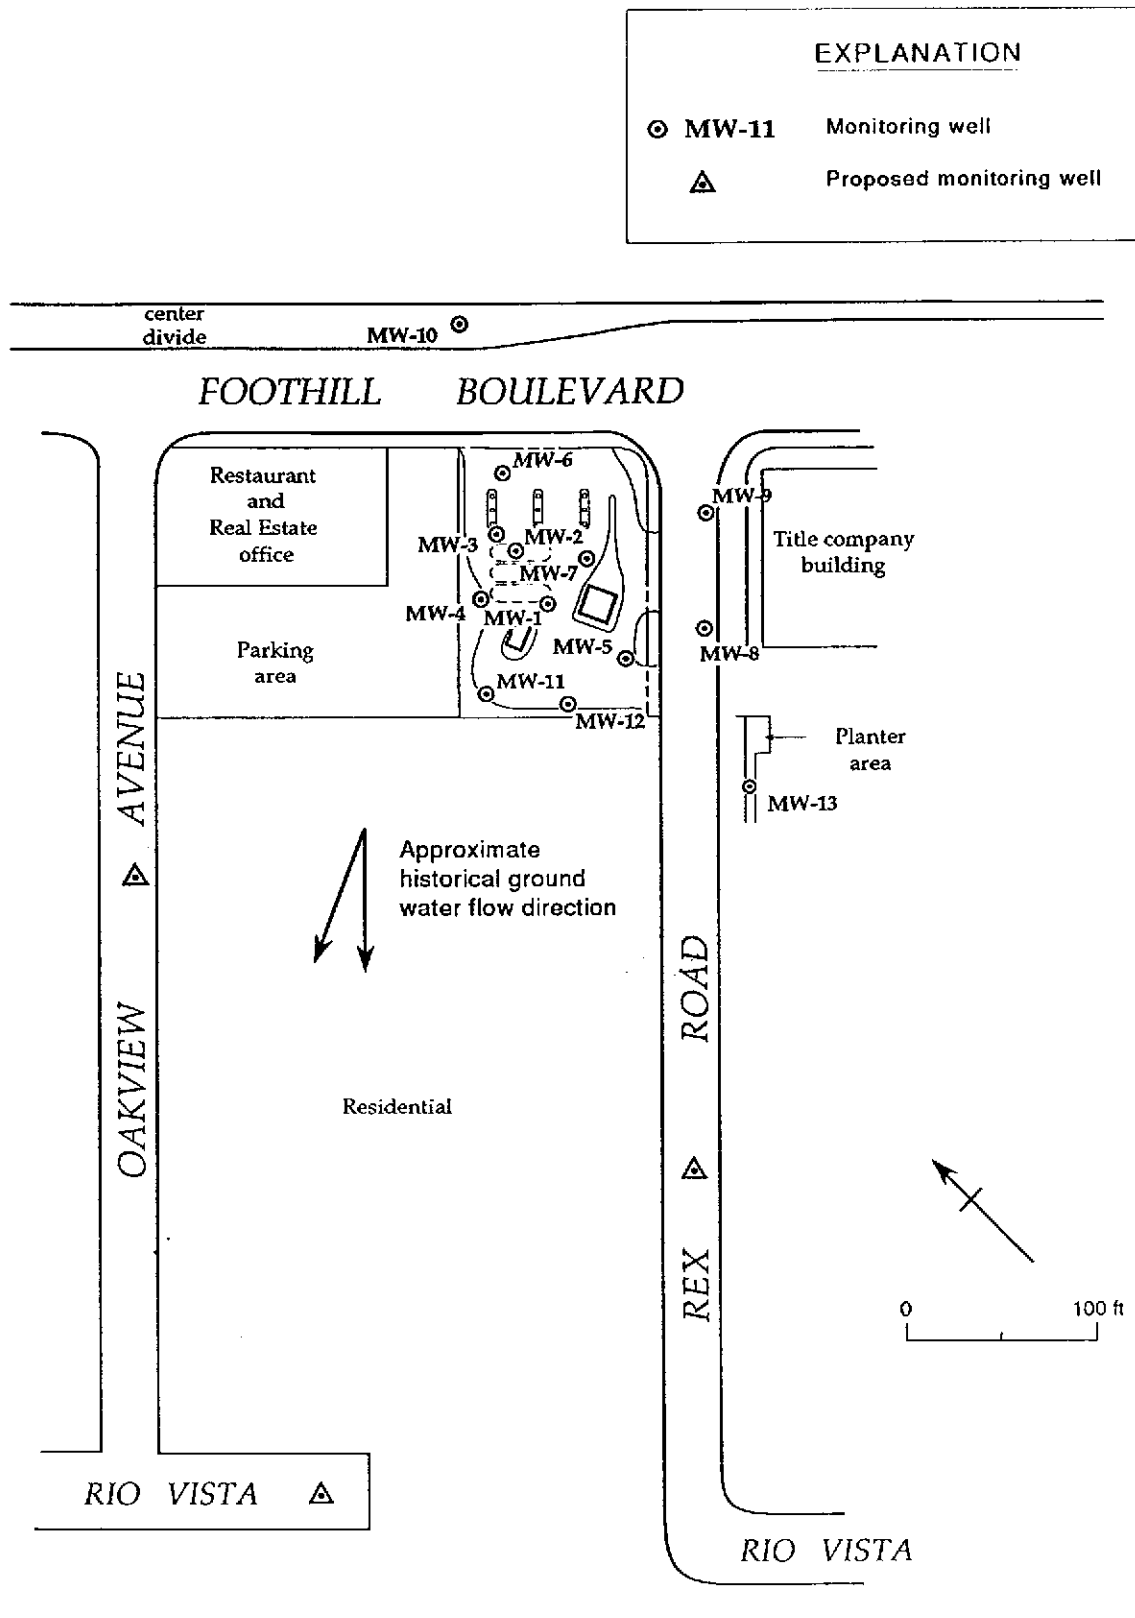 EXPLANATION
MW-11 Monitoring well
Proposed monitoring well
center
divide
MW-10
FOOTHILL BOULEVARD
Restaurant
and
Real Estate
office
MW-6
MW-9
MW-3
MW-2
MW-7
Title company
building
MW-4
MW-1
MW-5
MW-8
Parking
area
MW-11
MW-12
Planter
area
MW-13
OAKVIEW AVENUE
Approximate
historical ground
water flow direction
REX ROAD
Residential
0 100 ft
RIO VISTA
RIO VISTA